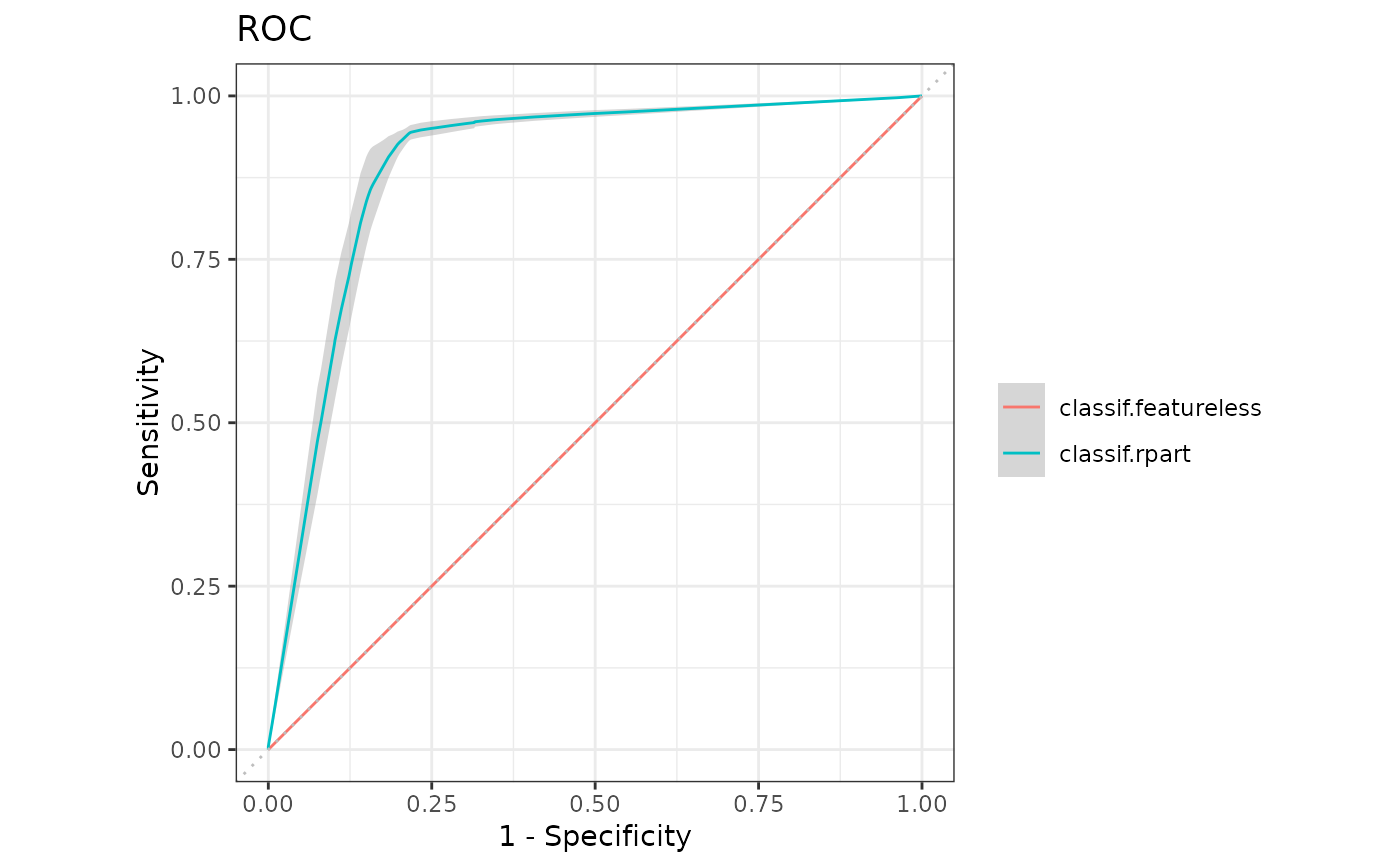 ROC
1.00
0.75
0.50
0.25
0.00
Sensitivity
0.00 0.25 0.50 0.75 1.00
1 - Specificity
classif.featureless
classif.rpart